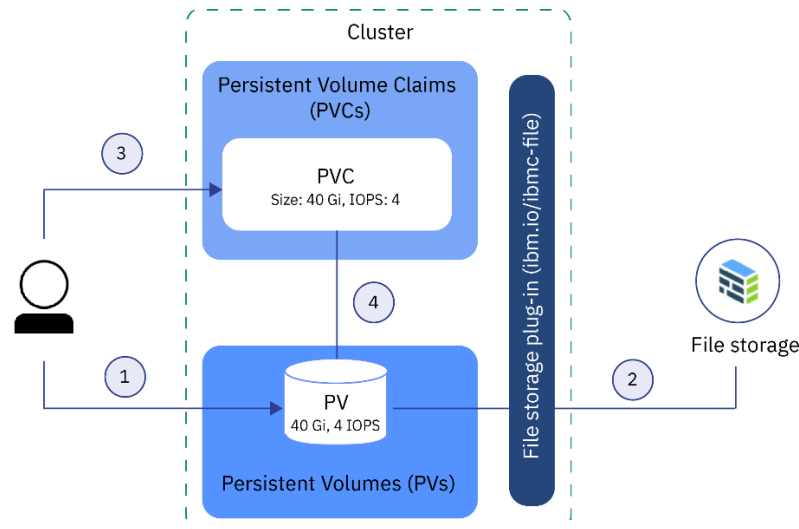 Cluster
Persistent Volume Claims
(PVCs)
3
PVC
Size: 40 Gi, IOPS: 4
File storage plug-in (ibm.io/ibmc-file)
4
File storage
1
2
PV
40 Gi, 4 IOPS
Persistent Volumes (PVs)